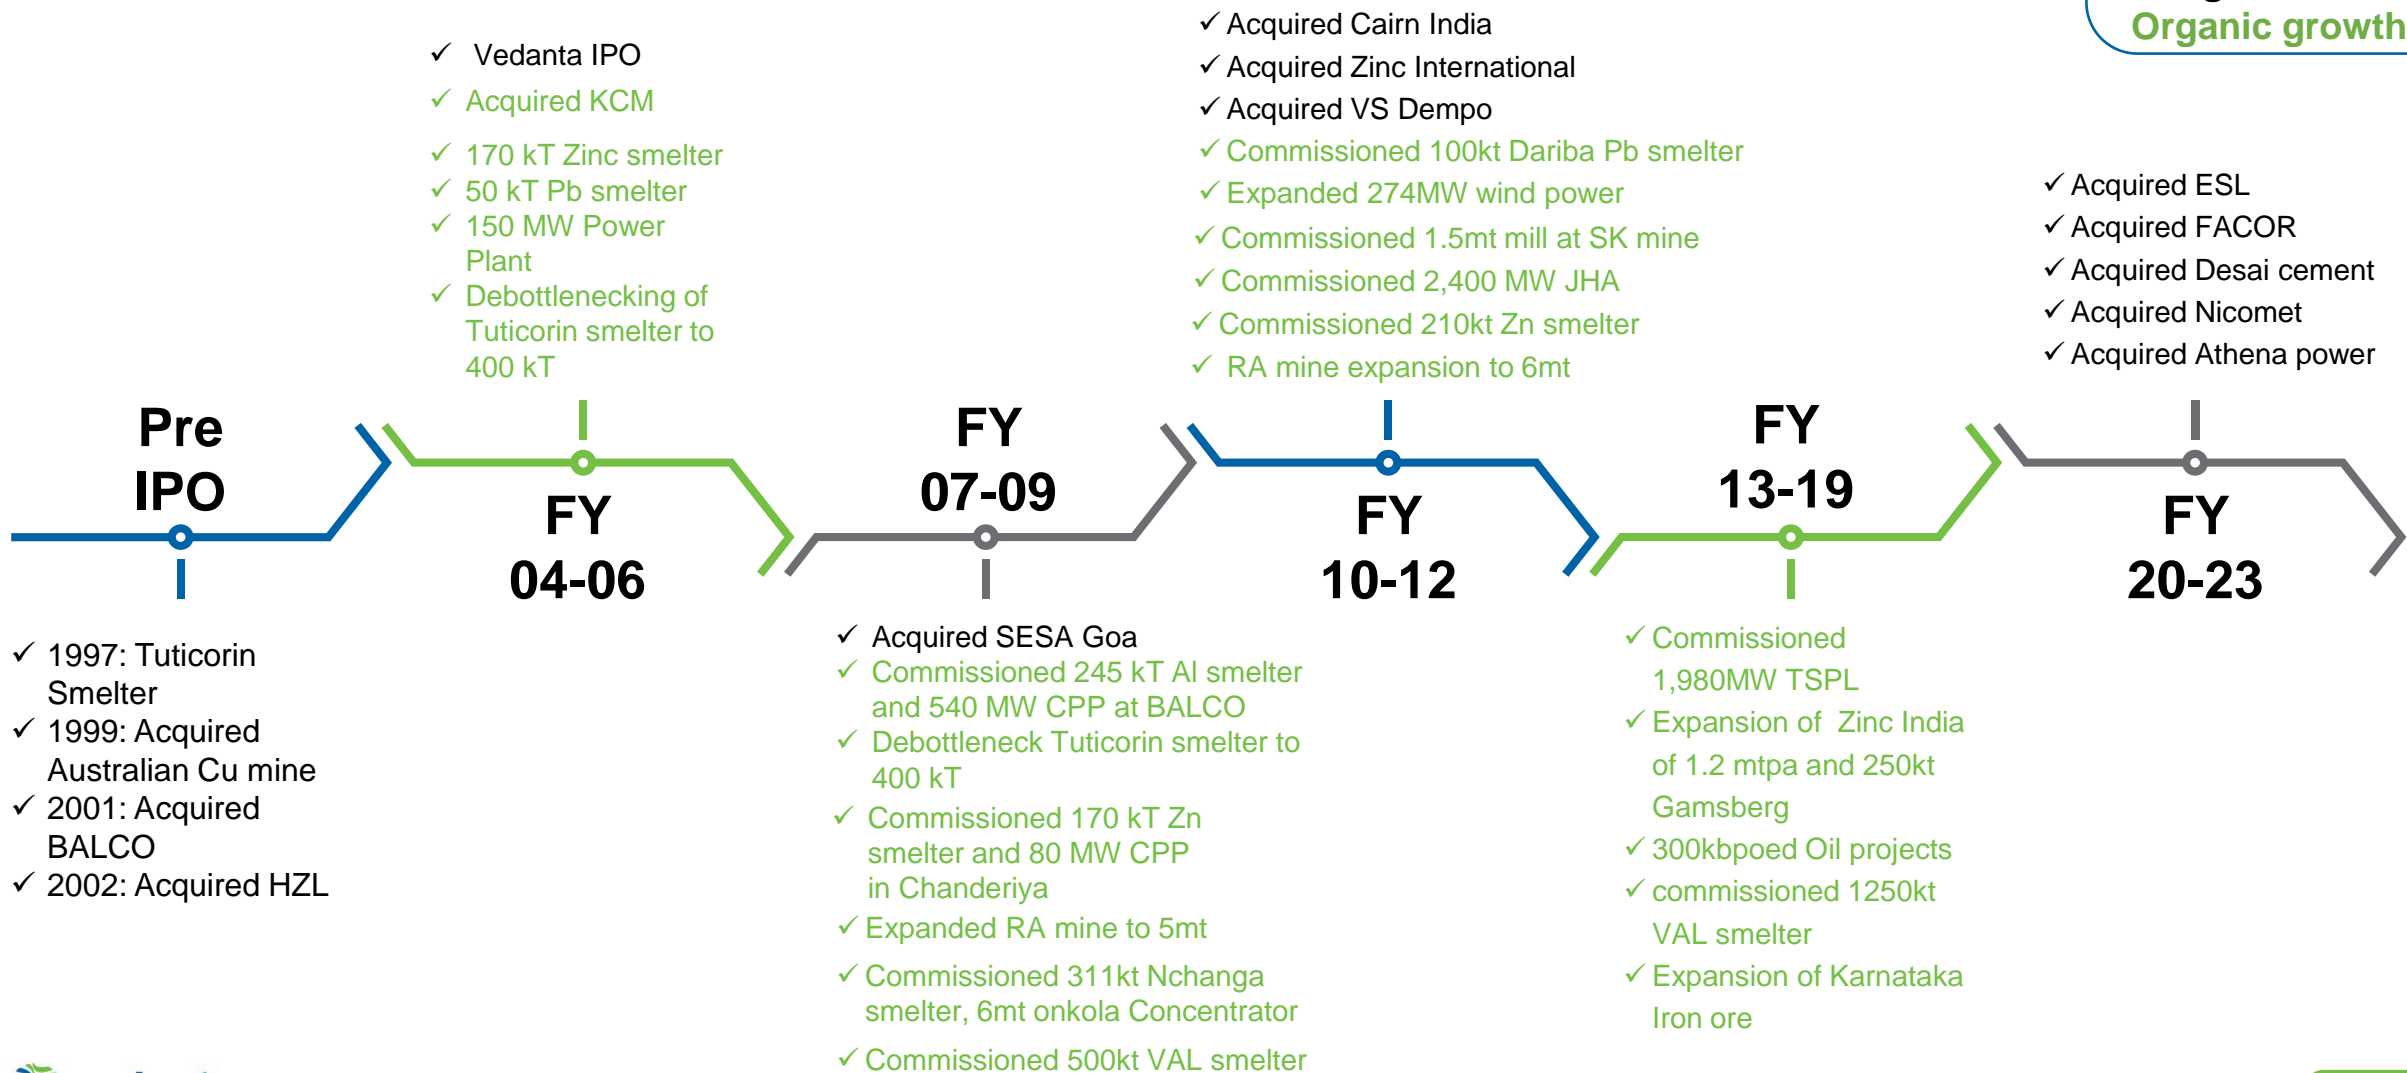 Organic growth
✓ Vedanta IPO
✓ Acquired KCM
✓ 170 kT Zinc smelter
✓ 50 kT Pb smelter
✓ 150 MW Power
Plant
✓ Debottlenecking of
Tuticorin smelter to
400 kT
✓ Acquired Cairn India
✓ Acquired Zinc International
✓ Acquired VS Dempo
✓ Commissioned 100kt Dariba Pb smelter
✓ Expanded 274MW wind power
✓ Commissioned 1.5mt mill at SK mine
✓ Commissioned 2,400 MW JHA
✓ Commissioned 210kt Zn smelter
✓ RA mine expansion to 6mt
✓ Acquired ESL
✓ Acquired FACOR
✓ Acquired Desai cement
✓ Acquired Nicomet
✓ Acquired Athena power
Pre
IPO
FY
04-06
FY
07-09
FY
10-12
FY
13-19
FY
20-23
✓ 1997: Tuticorin
Smelter
✓ 1999: Acquired
Australian Cu mine
✓ 2001: Acquired
BALCO
✓ 2002: Acquired HZL
✓ Acquired SESA Goa
✓ Commissioned 245 kT Al smelter
and 540 MW CPP at BALCO
✓ Debottleneck Tuticorin smelter to
400 kT
✓ Commissioned 170 kT Zn
smelter and 80 MW CPP
in Chanderiya
✓ Expanded RA mine to 5mt
✓ Commissioned 311kt Nchanga
smelter, 6mt onkola Concentrator
✓ Commissioned 500kt VAL smelter
✓ Commissioned
1,980MW TSPL
✓ Expansion of Zinc India
of 1.2 mtpa and 250kt
Gamsberg
✓ 300kbpoed Oil projects
✓ commissioned 1250kt
VAL smelter
✓ Expansion of Karnataka
Iron ore